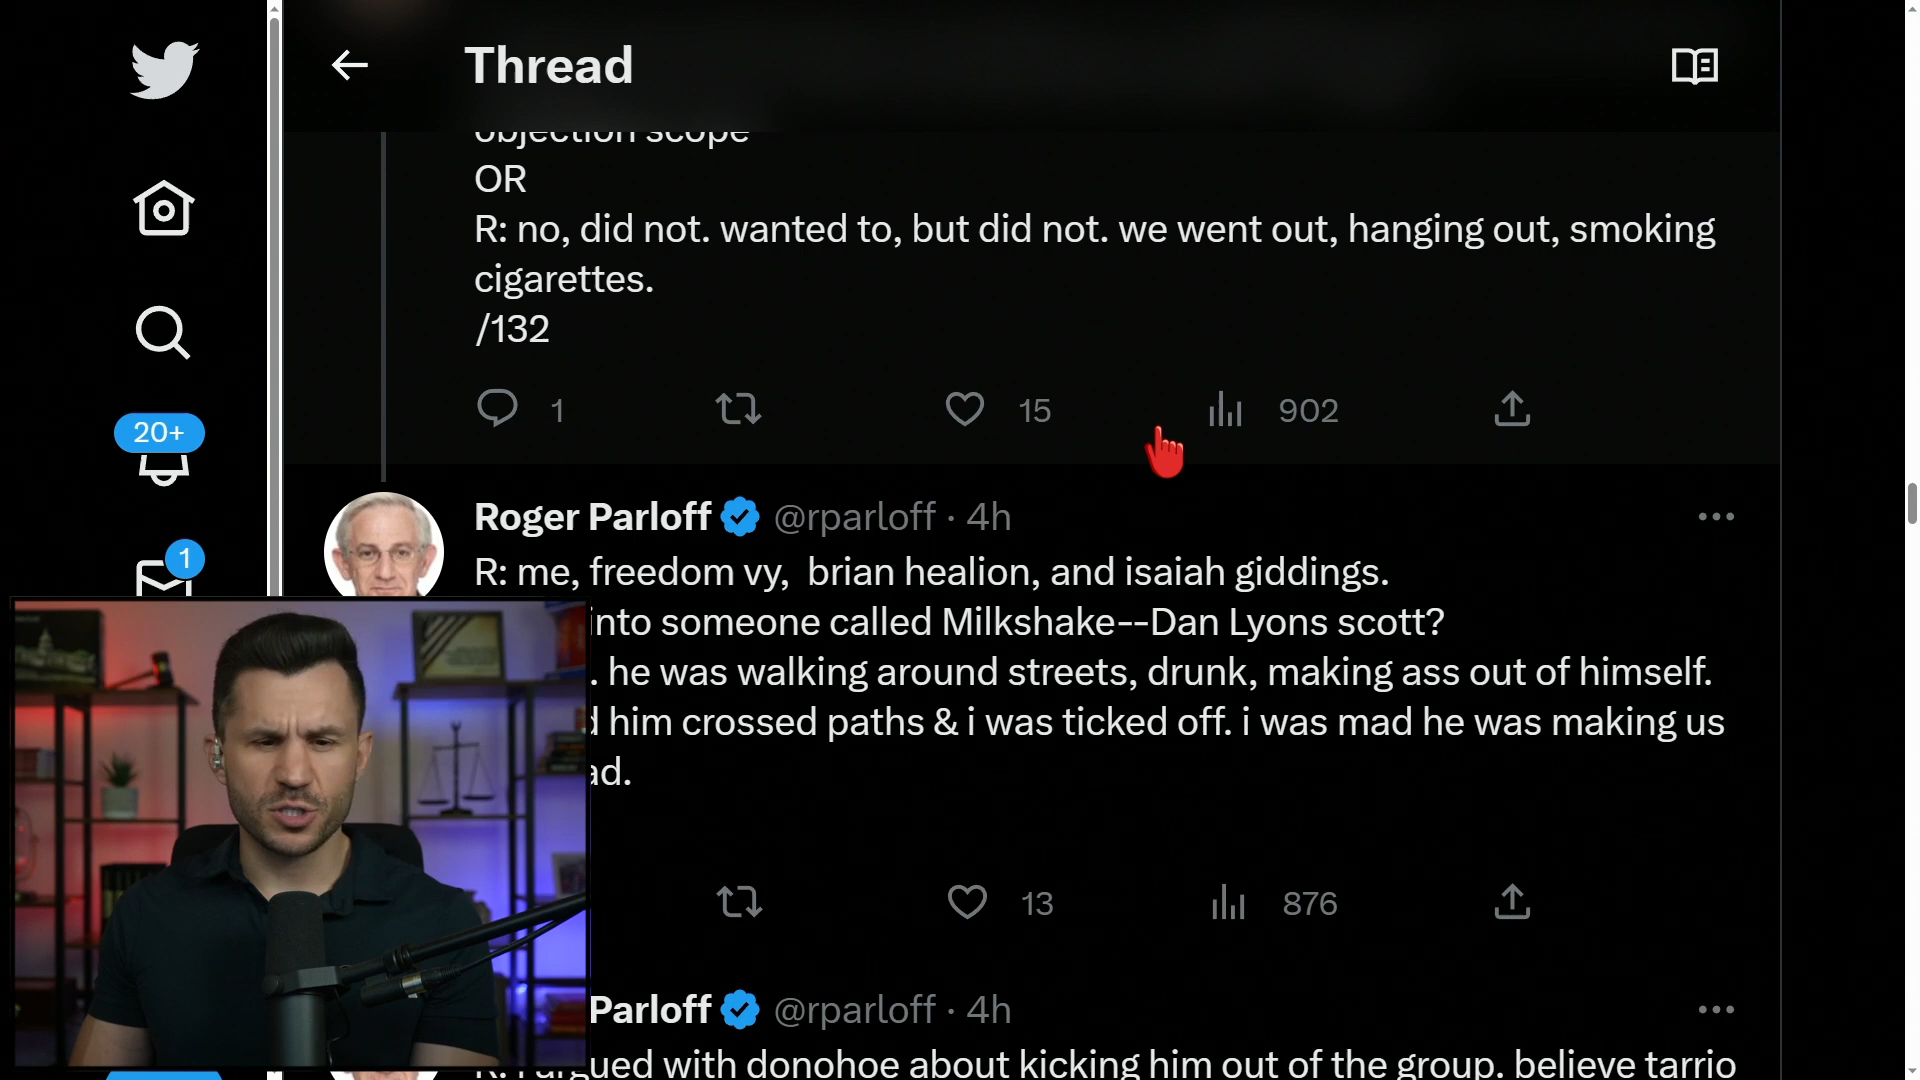 Thread
objection scope
OR
R: no, did not. wanted to, but did not. we went out, hanging out, smoking
cigarettes.
/132
1 15 902
20+
Roger Parloff @rparloff · 4h
R: me, freedom vy, brian healion, and isaiah giddings.
1
into someone called Milkshake--Dan Lyons scott?
. he was walking around streets, drunk, making ass out of himself.
him crossed paths & i was ticked off. i was mad he was making us
13 876
Parloff @rparloff · 4h
with donohoe about kicking him out of the group. believe tarrio